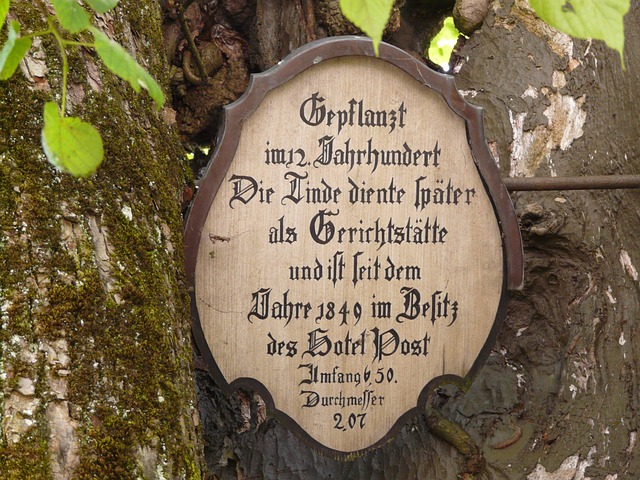 Gepflanzt
im 12. Jahrhundert
Die Linde diente später
als Gerichtstätte
und ist seit dem
Jahre 1849 im Besitz
des Hotel Post
Umfang 6,50.
Durchmesser
2,07